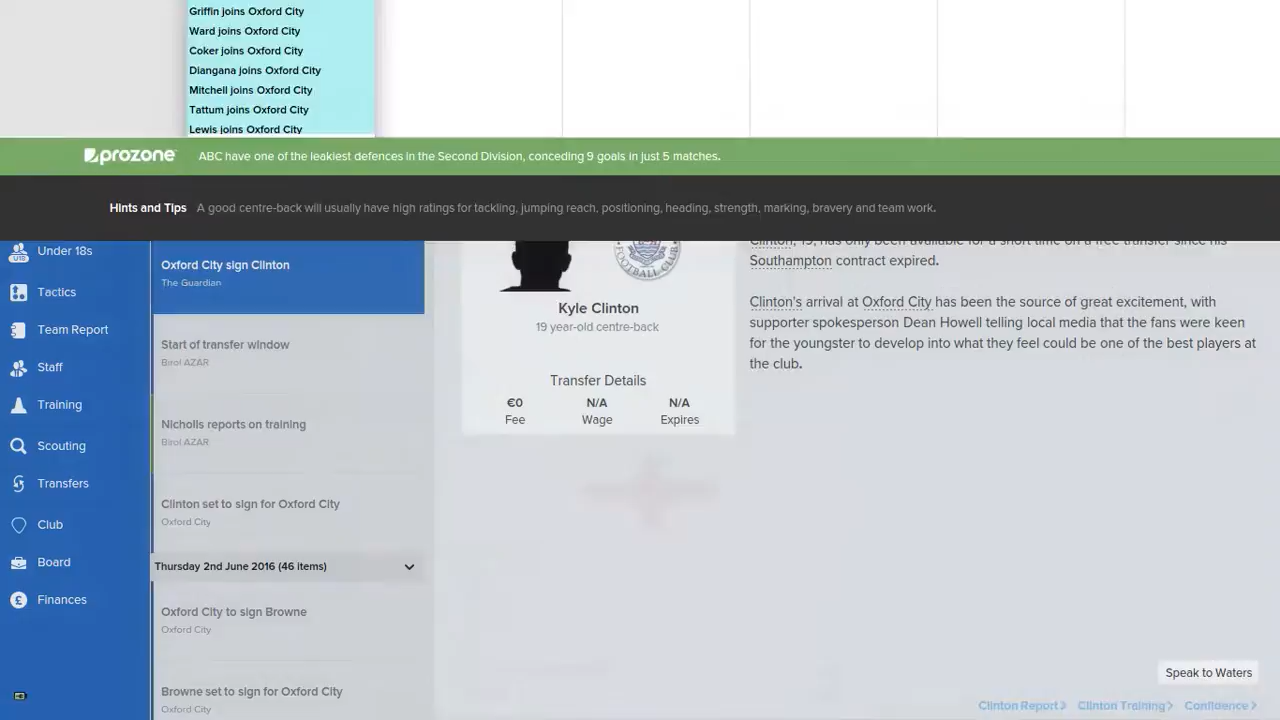 Griffin joins Oxford City
Ward joins Oxford City
Coker joins Oxford City
Diangana joins Oxford City
Mitchell joins Oxford City
Tattum joins Oxford City
Lewis joins Oxford City
prozone
ABC have one of the leakiest defences in the Second Division, conceding 9 goals in just 5 matches.
Hints and Tips
A good centre-back will usually have high ratings for tackling, jumping reach, positioning, heading, strength, marking, bravery and team work.
Under 18s
Tactics
Team Report
Staff
Training
Scouting
Transfers
Club
Board
Finances
Oxford City sign Clinton
The Guardian
Start of transfer window
Birol AZAR
Nicholls reports on training
Birol AZAR
Clinton set to sign for Oxford City
Oxford City
Thursday 2nd June 2016 (46 items)
Oxford City to sign Browne
Oxford City
Browne set to sign for Oxford City
Oxford City
FOOTBALL CLUB
Kyle Clinton
19 year-old centre-back
Transfer Details
€0 N/A N/A
Fee Wage Expires
Clinton, 19, has only been available for a short time on a free transfer since his
Southampton contract expired.
Clinton's arrival at Oxford City has been the source of great excitement, with
supporter spokesperson Dean Howell telling local media that the fans were keen
for the youngster to develop into what they feel could be one of the best players at
the club.
Speak to Waters
Clinton Report
Clinton Training
Confidence